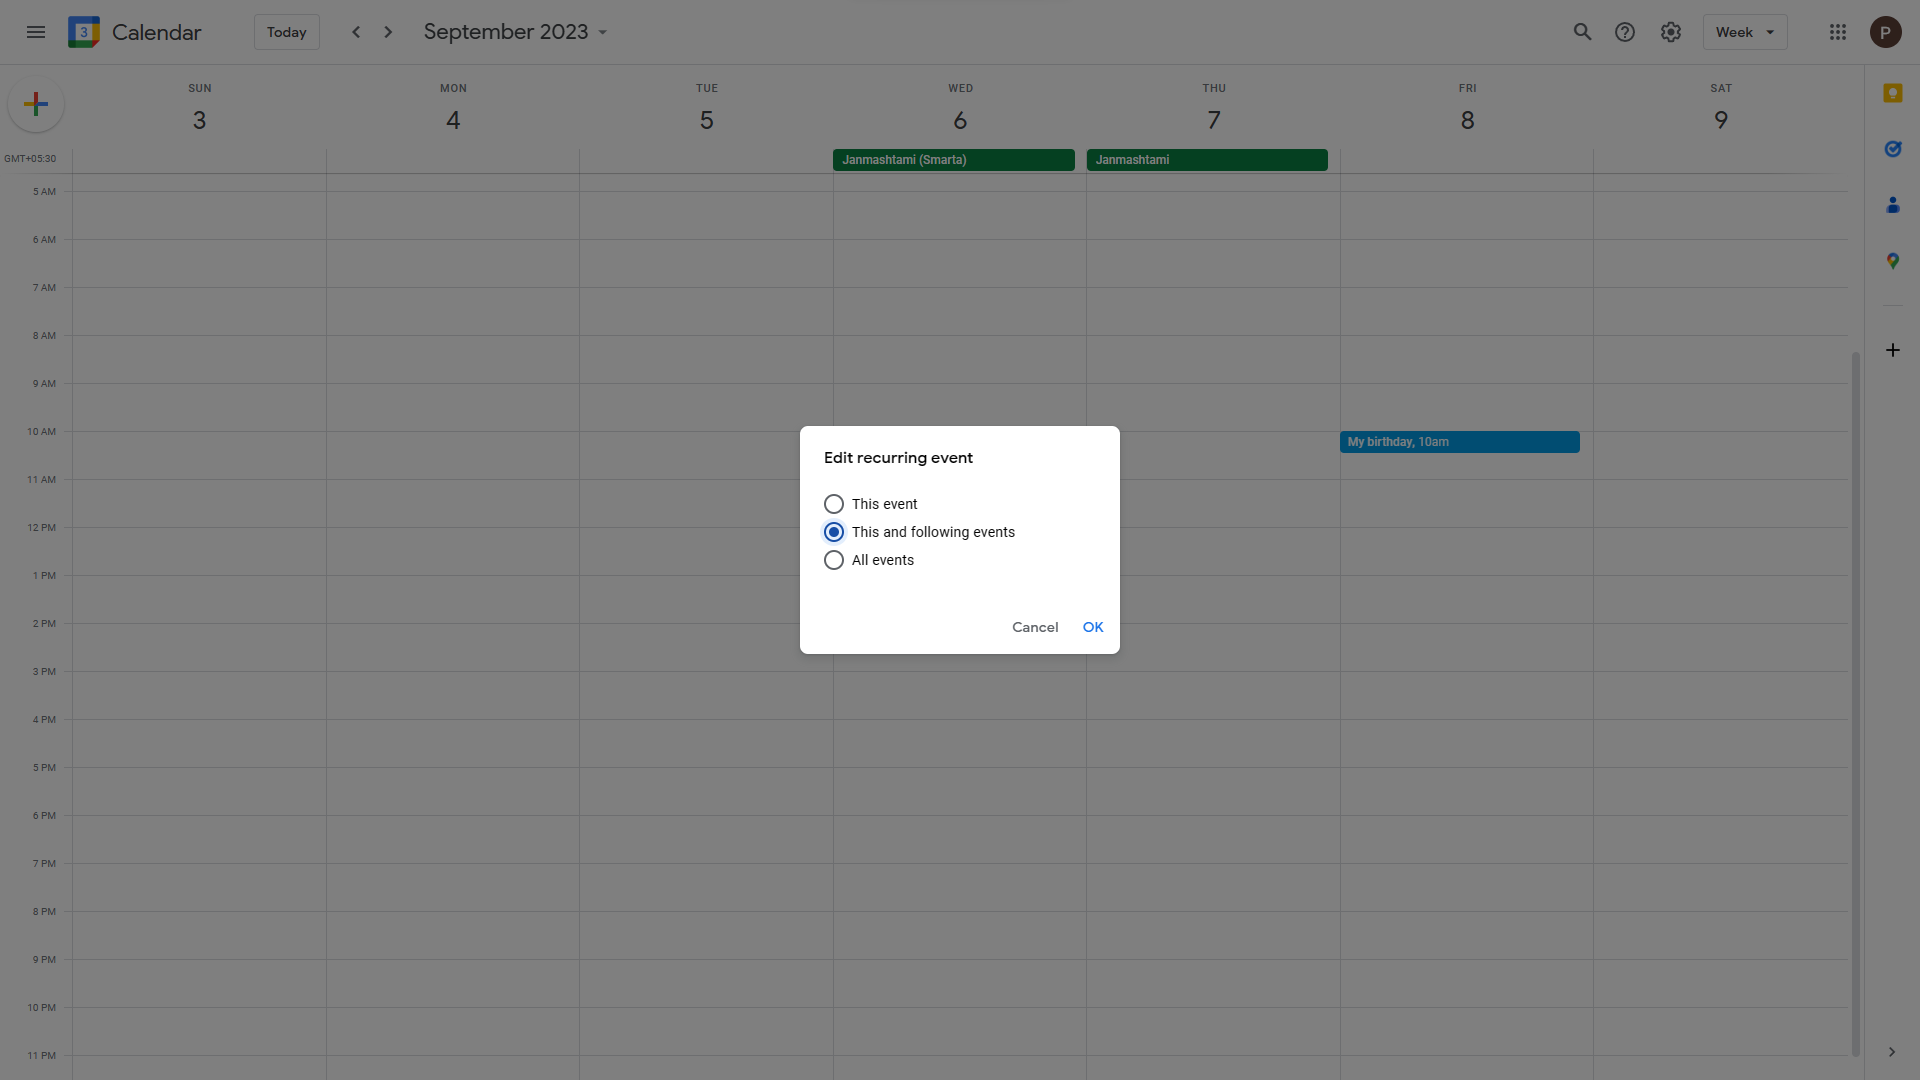 3 Calendar Today September 2023 Week P
SUN MON TUE WED THU FRI SAT
3 4 5 6 7 8 9
GMT+05:30 Janmashtami (Smarta) Janmashtami
5 AM
6 AM
7 AM
8 AM
9 AM
10 AM My birthday, 10am
Edit recurring event
11 AM
This event
12 PM This and following events
All events
1 PM
2 PM Cancel OK
3 PM
4 PM
5 PM
6 PM
7 PM
8 PM
9 PM
10 PM
11 PM